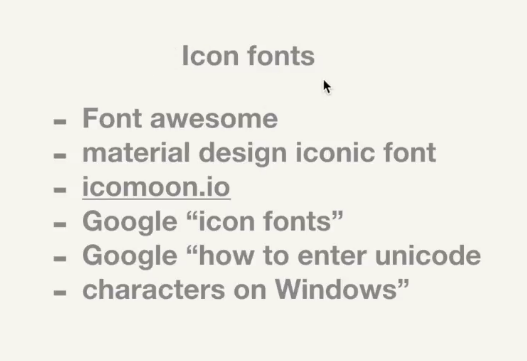 Icon fonts
- Font awesome
- material design iconic font
- icomoon.io
- Google “icon fonts”
- Google “how to enter unicode
- characters on Windows”